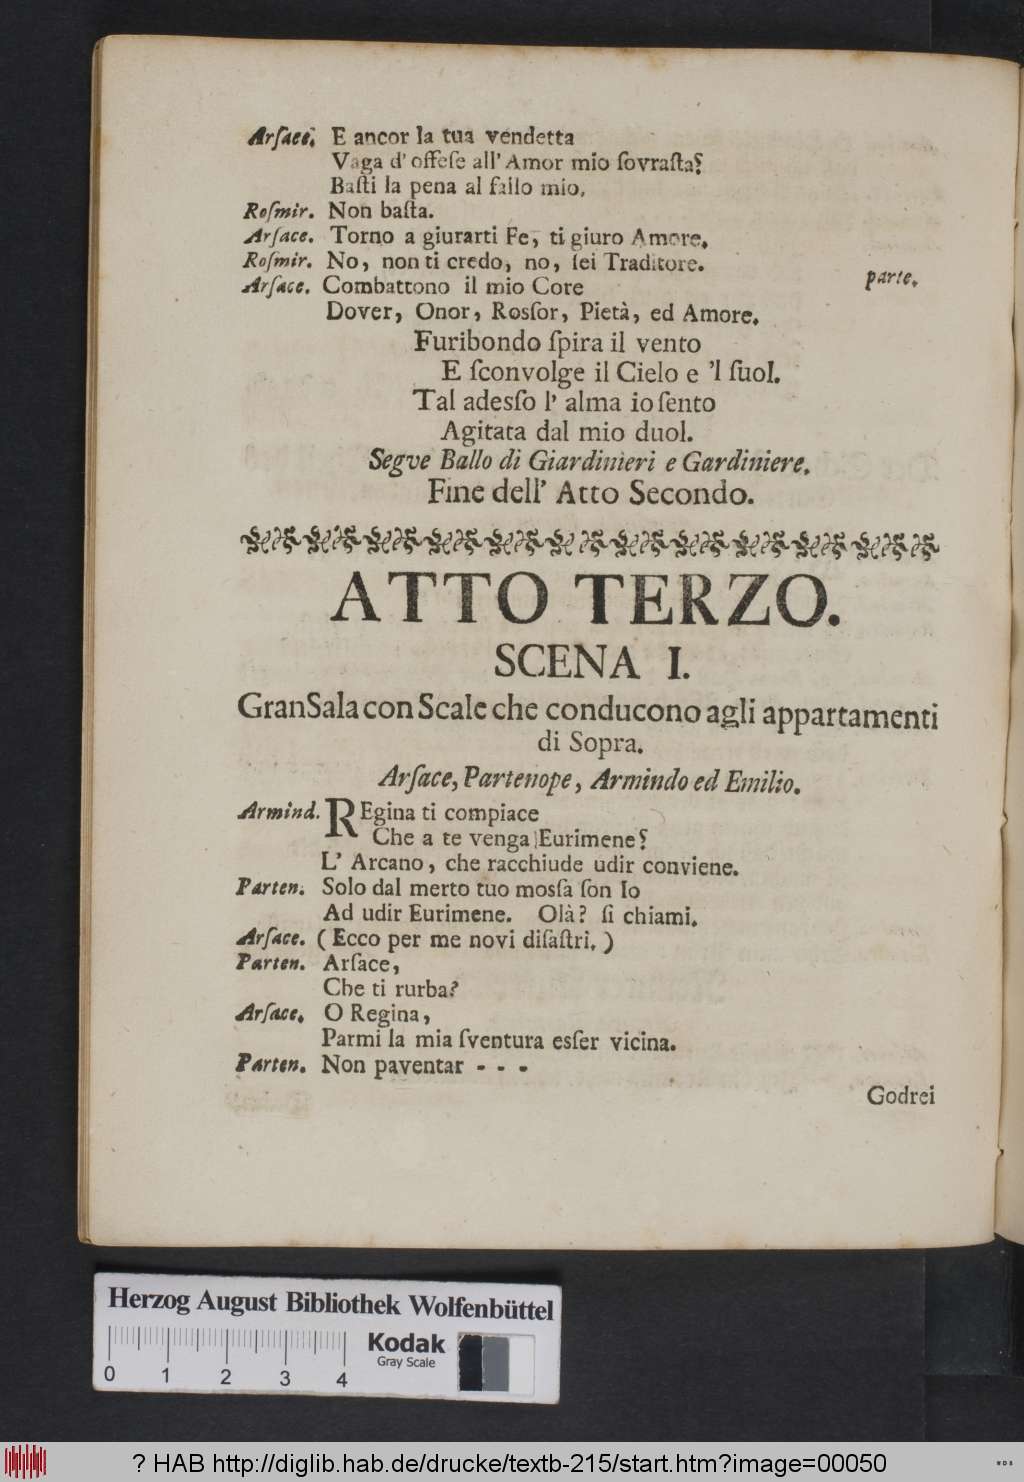 Arſace. E ancor la tua vendetta
Vaga d' offeſe all' Amor mio ſovraſta?
Baſti la pena al fallo mio.
Roſmir. Non baſta.
Arſace. Torno a giurarti Fe, ti giuro Amore.
Roſmir. No, non ti credo, no, ſei Traditore. parte.
Arſace. Combattono il mio Core
Dover, Onor, Rosſor, Pietà, ed Amore.
Furibondo ſpira il vento
E ſconvolge il Cielo e 'l ſuol.
Tal adesſo l' alma io ſento
Agitata dal mio duol.
Segve Ballo di Giardinieri e Gardiniere.
Fine dell' Atto Secondo.
ATTO TERZO.
SCENA I.
Gran Sala con Scale che conducono agli appartamenti
di Sopra.
Arſace, Partenope, Armindo ed Emilio.
Armind. REgina ti compiace
Che a te venga Eurimene?
L' Arcano, che racchiude udir conviene.
Parten. Solo dal merto tuo mosſa ſon Io
Ad udir Eurimene. Olà? ſi chiami.
Arſace. (Ecco per me novi diſaſtri.)
Parten. Arſace,
Che ti rurba?
Arſace. O Regina,
Parmi la mia ſventura esſer vicina.
Parten. Non paventar - - -
Godrei
Herzog August Bibliothek Wolfenbüttel
Kodak
Gray Scale
0 1 2 3 4
? HAB http://diglib.hab.de/drucke/textb-215/start.htm?image=00050